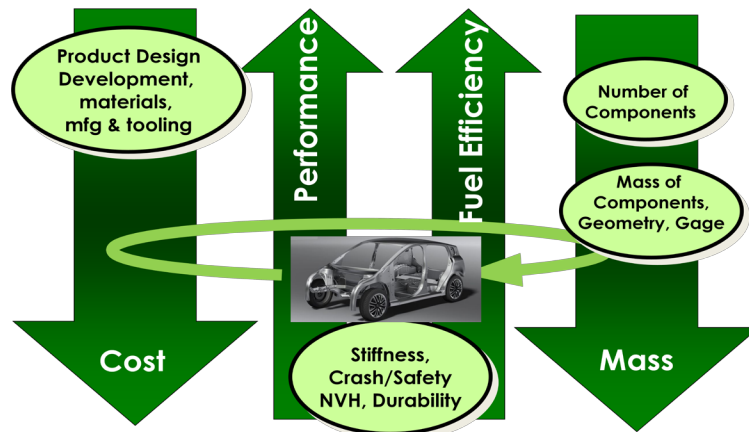 Product Design
Development,
materials,
mfg & tooling
Cost
Performance
Fuel Efficiency
Number of
Components
Mass of
Components,
Geometry, Gage
Mass
Stiffness,
Crash/Safety
NVH, Durability